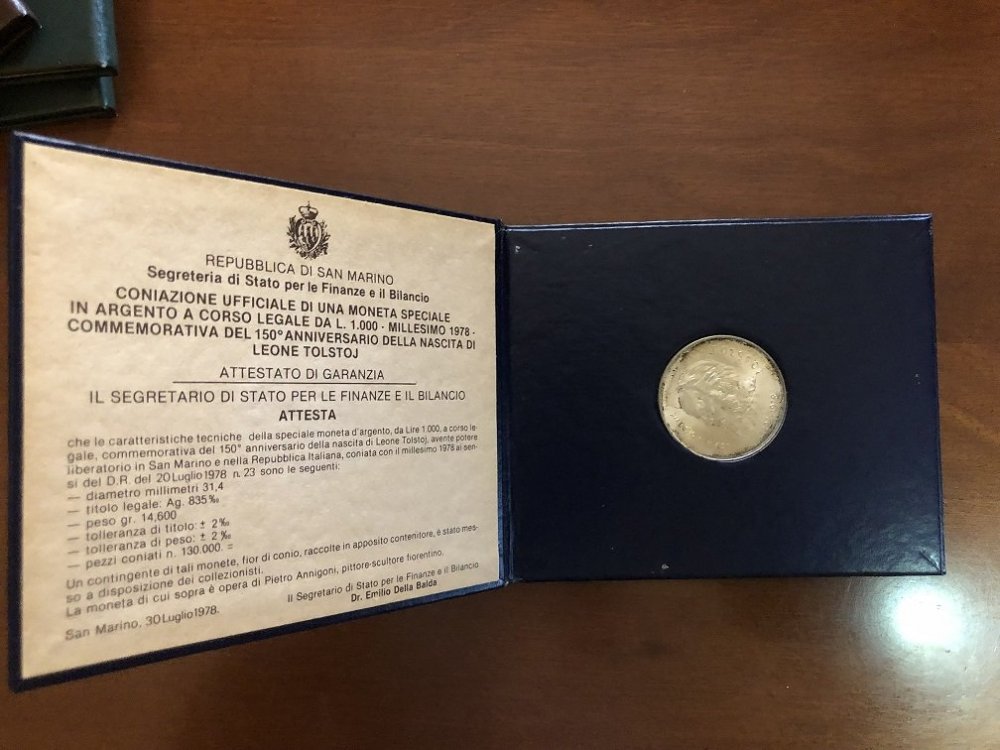 REPUBBLICA DI SAN MARINO
Segreteria di Stato per le Finanze e il Bilancio
CONIAZIONE UFFICIALE DI UNA MONETA SPECIALE
IN ARGENTO A CORSO LEGALE DA L. 1.000 - MILLESIMO 1978 -
COMMEMORATIVA DEL 150° ANNIVERSARIO DELLA NASCITA DI
LEONE TOLSTOJ
ATTESTATO DI GARANZIA
IL SEGRETARIO DI STATO PER LE FINANZE E IL BILANCIO
ATTESTA
che le caratteristiche tecniche della speciale moneta d'argento, da Lire 1.000, a corso le-
gale, commemorativa del 150° anniversario della nascita di Leone Tolstoj, avente potere
liberatorio in San Marino e nella Repubblica Italiana, coniata con il millesimo 1978 ai sen-
si del D.R. del 20 Luglio 1978 n. 23 sono le seguenti:
— diametro millimetri 31,4
— titolo legale: Ag. 835‰
— peso gr. 14,600
— tolleranza di titolo: ± 2‰
— tolleranza di peso: ± 2‰
— pezzi coniati n. 130.000. =
Un contingente di tali monete, fior di conio, raccolte in apposito contenitore, è stato mes-
so a disposizione dei collezionisti.
La moneta di cui sopra è opera di Pietro Annigoni, pittore-scultore fiorentino.
Il Segretario di Stato per le Finanze e il Bilancio
Dr. Emilio Della Balda
San Marino, 30 Luglio 1978.